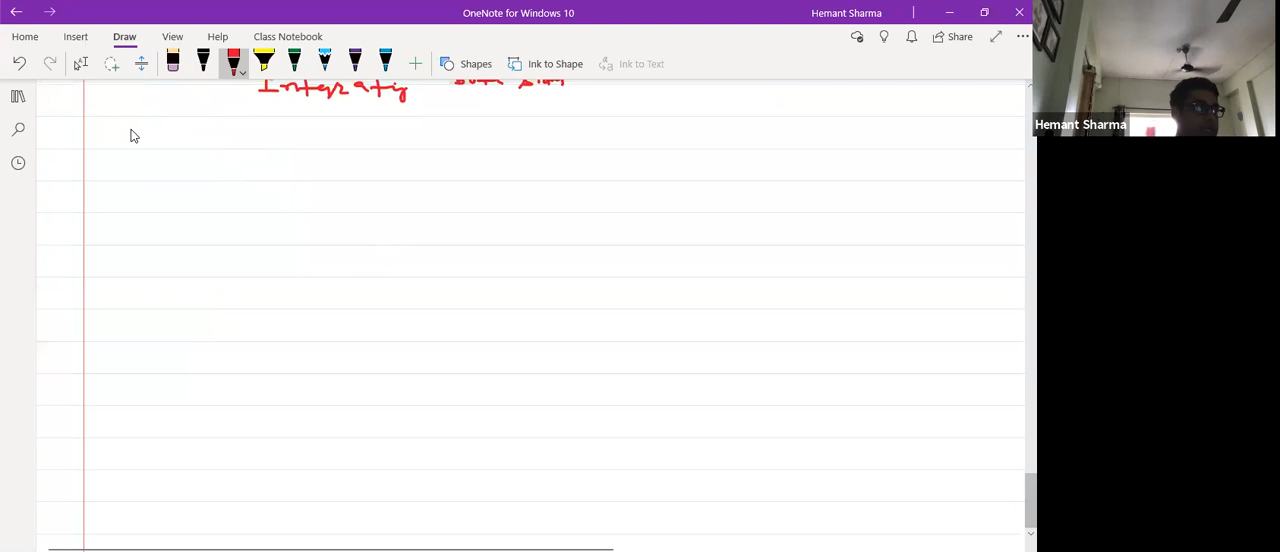 OneNote for Windows 10
Hemant Sharma
Home Insert Draw View Help Class Notebook Share
Shapes Ink to Shape Ink to Text
Hemant Sharma